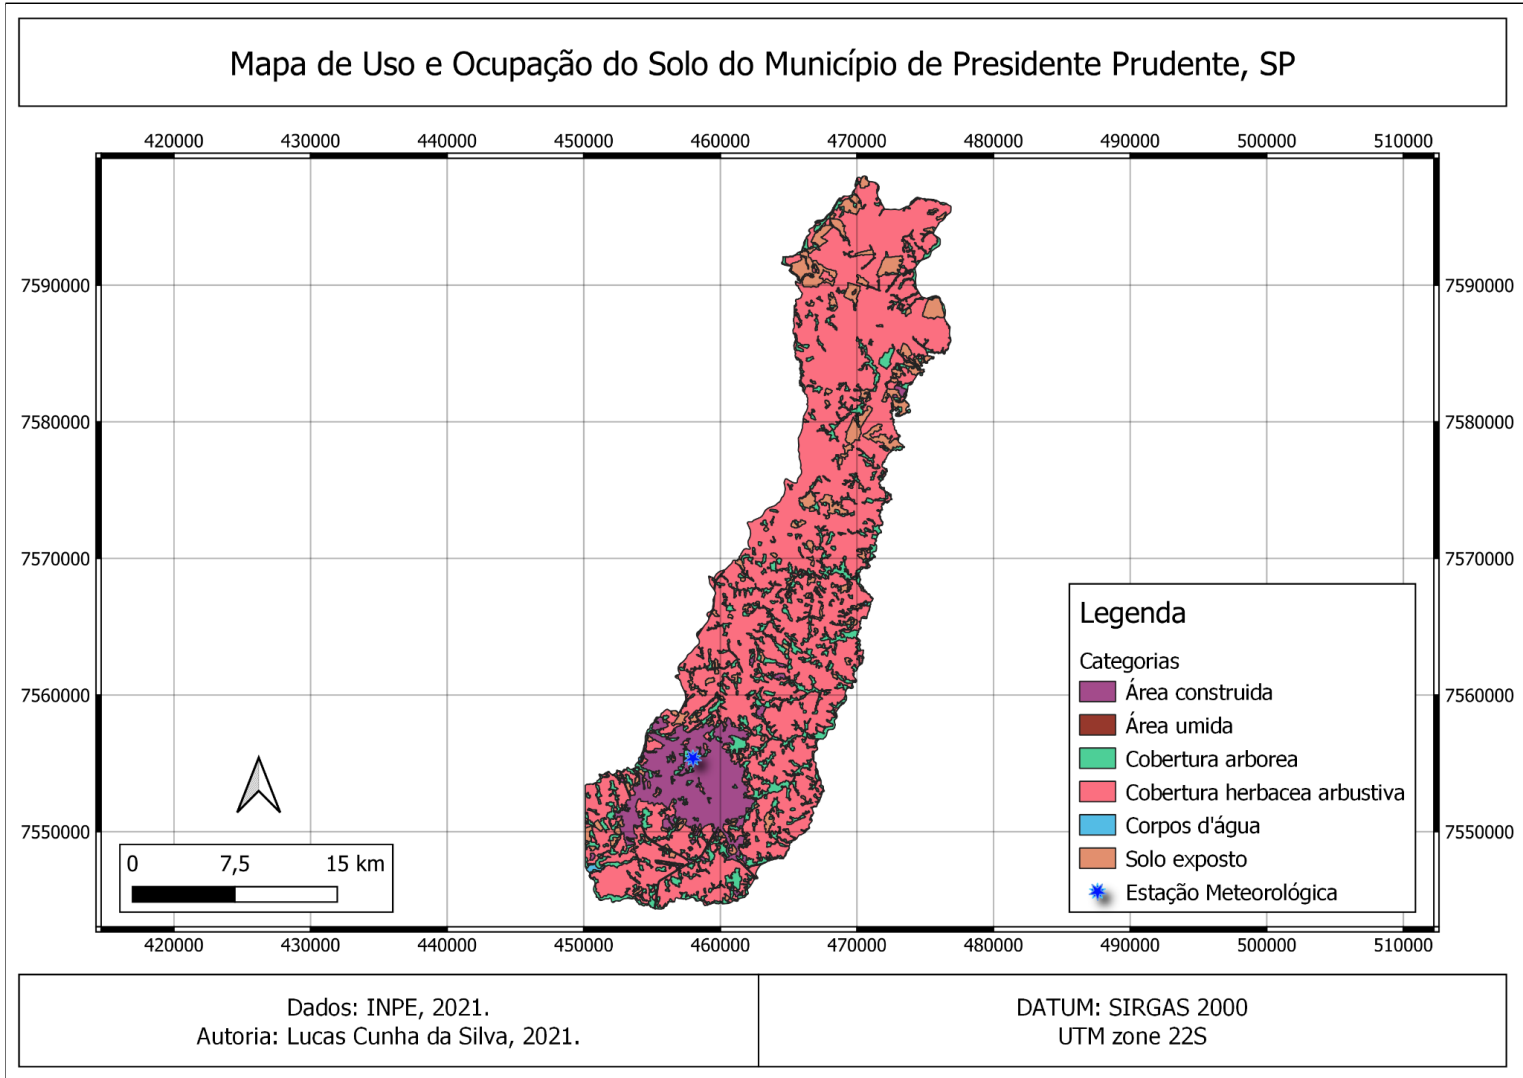 Mapa de Uso e Ocupação do Solo do Município de Presidente Prudente, SP
420000 430000 440000 450000 460000 470000 480000 490000 500000 510000
7590000 7590000
7580000 7580000
7570000 7570000
Legenda
Categorias
7560000 7560000
Área construida
Área umida
Cobertura arborea
Cobertura herbacea arbustiva
7550000 7550000
Corpos d'água
Solo exposto
Estação Meteorológica
0 7,5 15 km
420000 430000 440000 450000 460000 470000 480000 490000 500000 510000
Dados: INPE, 2021.
Autoria: Lucas Cunha da Silva, 2021.
DATUM: SIRGAS 2000
UTM zone 22S